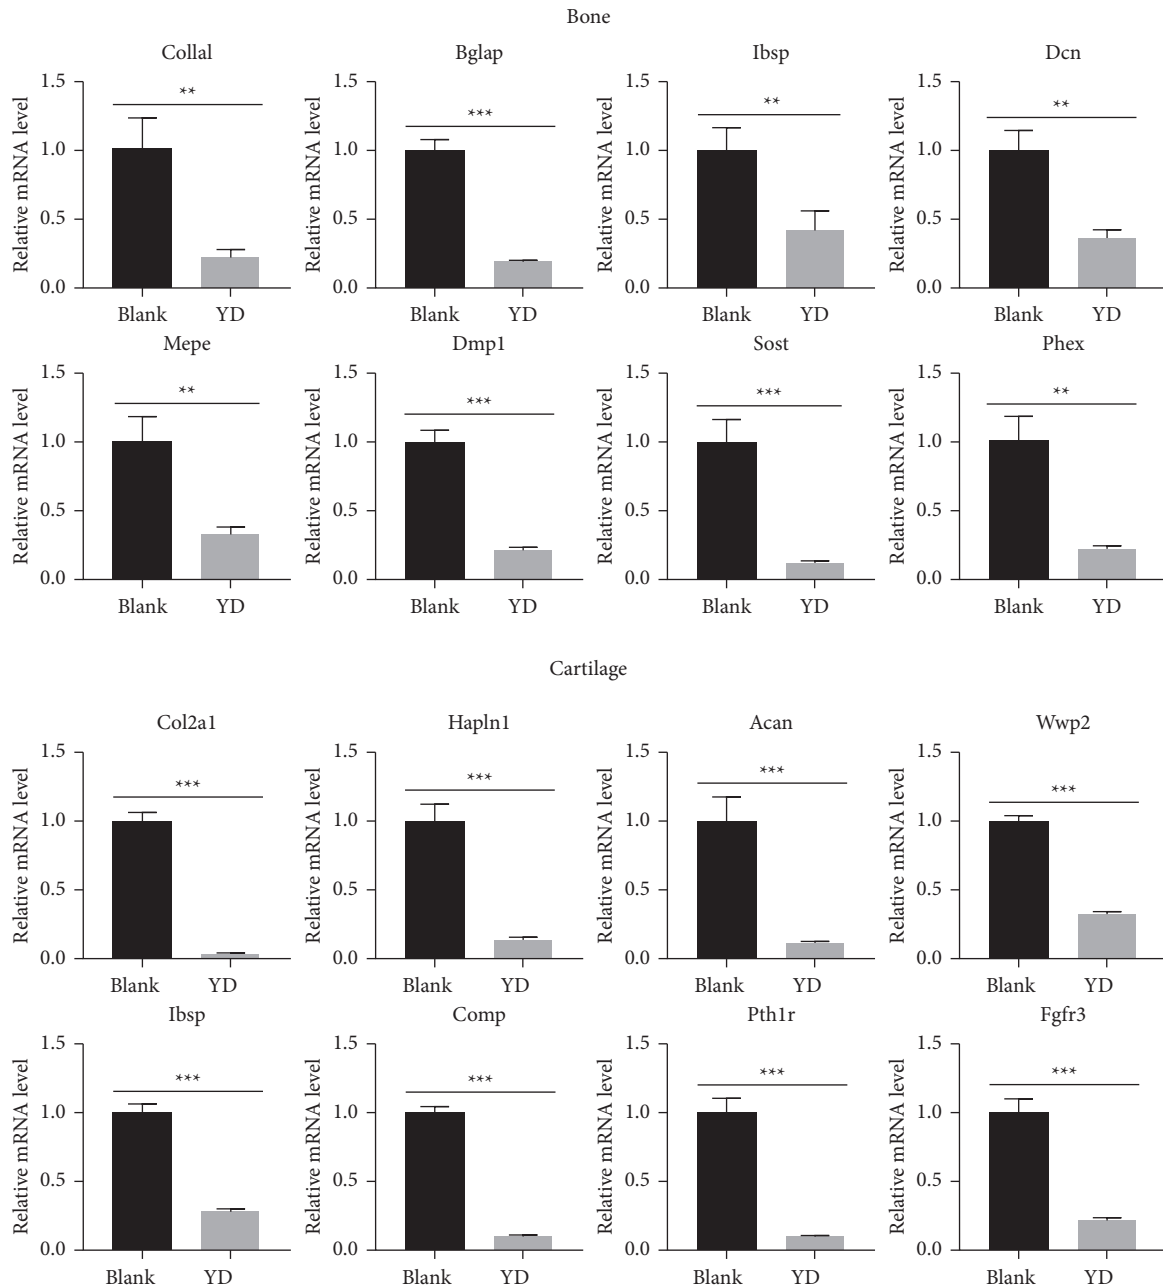 Bone
Collal Bglap Ibsp Dcn
** *** ** **
Relative mRNA level Relative mRNA level Relative mRNA level Relative mRNA level
1.5 1.5 1.5 1.5
1.0 1.0 1.0 1.0
0.5 0.5 0.5 0.5
0.0 0.0 0.0 0.0
Blank YD Blank YD Blank YD Blank YD
Mepe Dmp1 Sost Phex
** *** *** **
Relative mRNA level Relative mRNA level Relative mRNA level Relative mRNA level
1.5 1.5 1.5 1.5
1.0 1.0 1.0 1.0
0.5 0.5 0.5 0.5
0.0 0.0 0.0 0.0
Blank YD Blank YD Blank YD Blank YD
Cartilage
Col2a1 Hapln1 Acan Wwp2
*** *** *** ***
Relative mRNA level Relative mRNA level Relative mRNA level Relative mRNA level
1.5 1.5 1.5 1.5
1.0 1.0 1.0 1.0
0.5 0.5 0.5 0.5
0.0 0.0 0.0 0.0
Blank YD Blank YD Blank YD Blank YD
Ibsp Comp Pth1r Fgfr3
*** *** *** ***
Relative mRNA level Relative mRNA level Relative mRNA level Relative mRNA level
1.5 1.5 1.5 1.5
1.0 1.0 1.0 1.0
0.5 0.5 0.5 0.5
0.0 0.0 0.0 0.0
Blank YD Blank YD Blank YD Blank YD